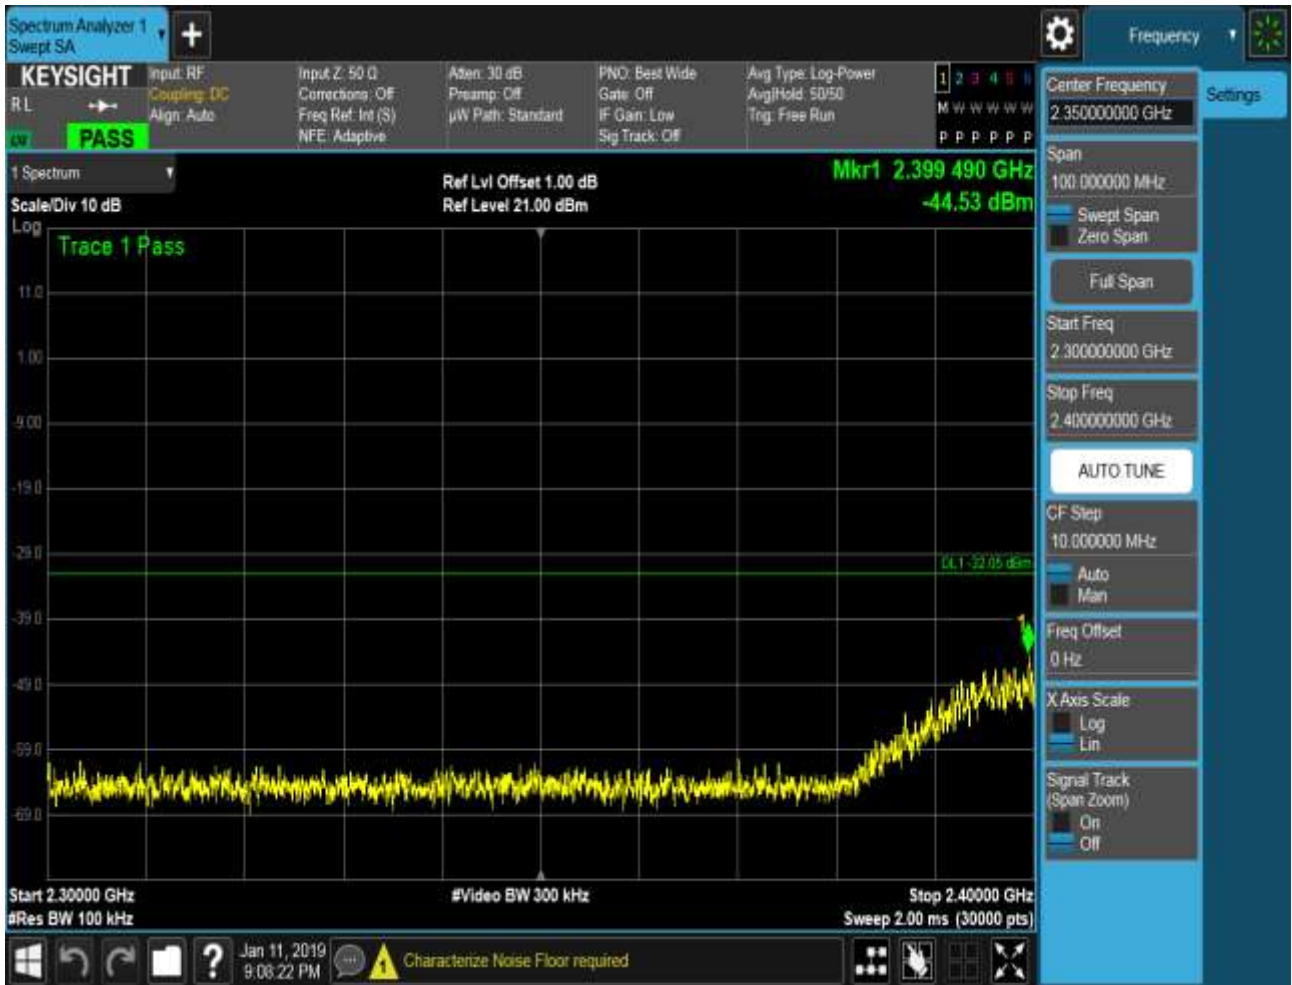 Spectrum Analyzer 1
Swept SA
+
Frequency
KEYSIGHT
R L
PASS
Input: RF
Coupling: DC
Align: Auto
Input Z: 50 Ω
Corrections: Off
Freq Ref: Int (S)
NFE: Adaptive
Atten: 30 dB
Preamp: Off
µW Path: Standard
PNO: Best Wide
Gate: Off
IF Gain: Low
Sig Track: Off
Avg Type: Log-Power
Avg|Hold: 50/50
Trig: Free Run
1 2 3 4 5 6
M W W W W W
P P P P P P
1 Spectrum
Scale/Div 10 dB
Log
Ref Lvl Offset 1.00 dB
Ref Level 21.00 dBm
Mkr1 2.399 490 GHz
-44.53 dBm
Trace 1 Pass
11.0
1.00
-9.00
-19.0
-29.0
DL1 -32.05 dBm
-39.0
1
-49.0
-59.0
-69.0
Start 2.30000 GHz
#Res BW 100 kHz
#Video BW 300 kHz
Stop 2.40000 GHz
Sweep 2.00 ms (30000 pts)
Center Frequency
2.350000000 GHz
Settings
Span
100.000000 MHz
Swept Span
Zero Span
Full Span
Start Freq
2.300000000 GHz
Stop Freq
2.400000000 GHz
AUTO TUNE
CF Step
10.000000 MHz
Auto
Man
Freq Offset
0 Hz
X Axis Scale
Log
Lin
Signal Track
(Span Zoom)
On
Off
?
Jan 11, 2019
9:08:22 PM
1
Characterize Noise Floor required